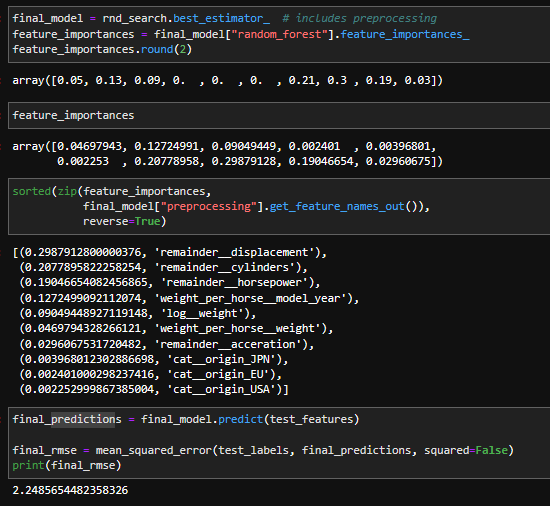 final_model = rnd_search.best_estimator_  # includes preprocessing
feature_importances = final_model["random_forest"].feature_importances_
feature_importances.round(2)
array([0.05, 0.13, 0.09, 0.  , 0.  , 0.  , 0.21, 0.3 , 0.19, 0.03])
feature_importances
array([0.04697943, 0.12724991, 0.09049449, 0.002401  , 0.00396801,
       0.002253  , 0.20778958, 0.29879128, 0.19046654, 0.02960675])
sorted(zip(feature_importances,
           final_model["preprocessing"].get_feature_names_out()),
           reverse=True)
[(0.2987912800000376, 'remainder__displacement'),
 (0.2077895822258254, 'remainder__cylinders'),
 (0.19046654082456865, 'remainder__horsepower'),
 (0.1272499092112074, 'weight_per_horse__model_year'),
 (0.09049448927119148, 'log__weight'),
 (0.0469794328266121, 'weight_per_horse__weight'),
 (0.0296067531720482, 'remainder__acceration'),
 (0.003968012302886698, 'cat__origin_JPN'),
 (0.002401000298237416, 'cat__origin_EU'),
 (0.002252999867385004, 'cat__origin_USA')]
final_predictions = final_model.predict(test_features)
final_rmse = mean_squared_error(test_labels, final_predictions, squared=False)
print(final_rmse)
2.2485654482358326